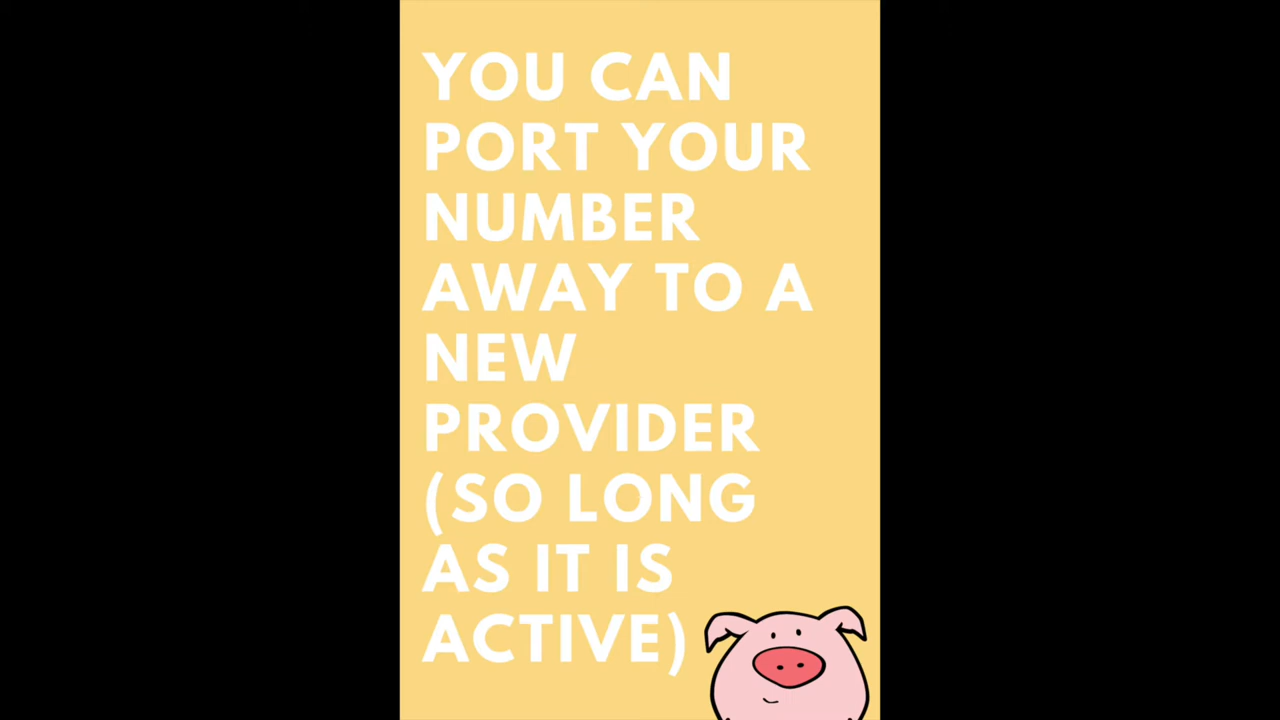 YOU CAN
PORT YOUR
NUMBER
AWAY TO A
NEW
PROVIDER
(SO LONG
AS IT IS
ACTIVE)